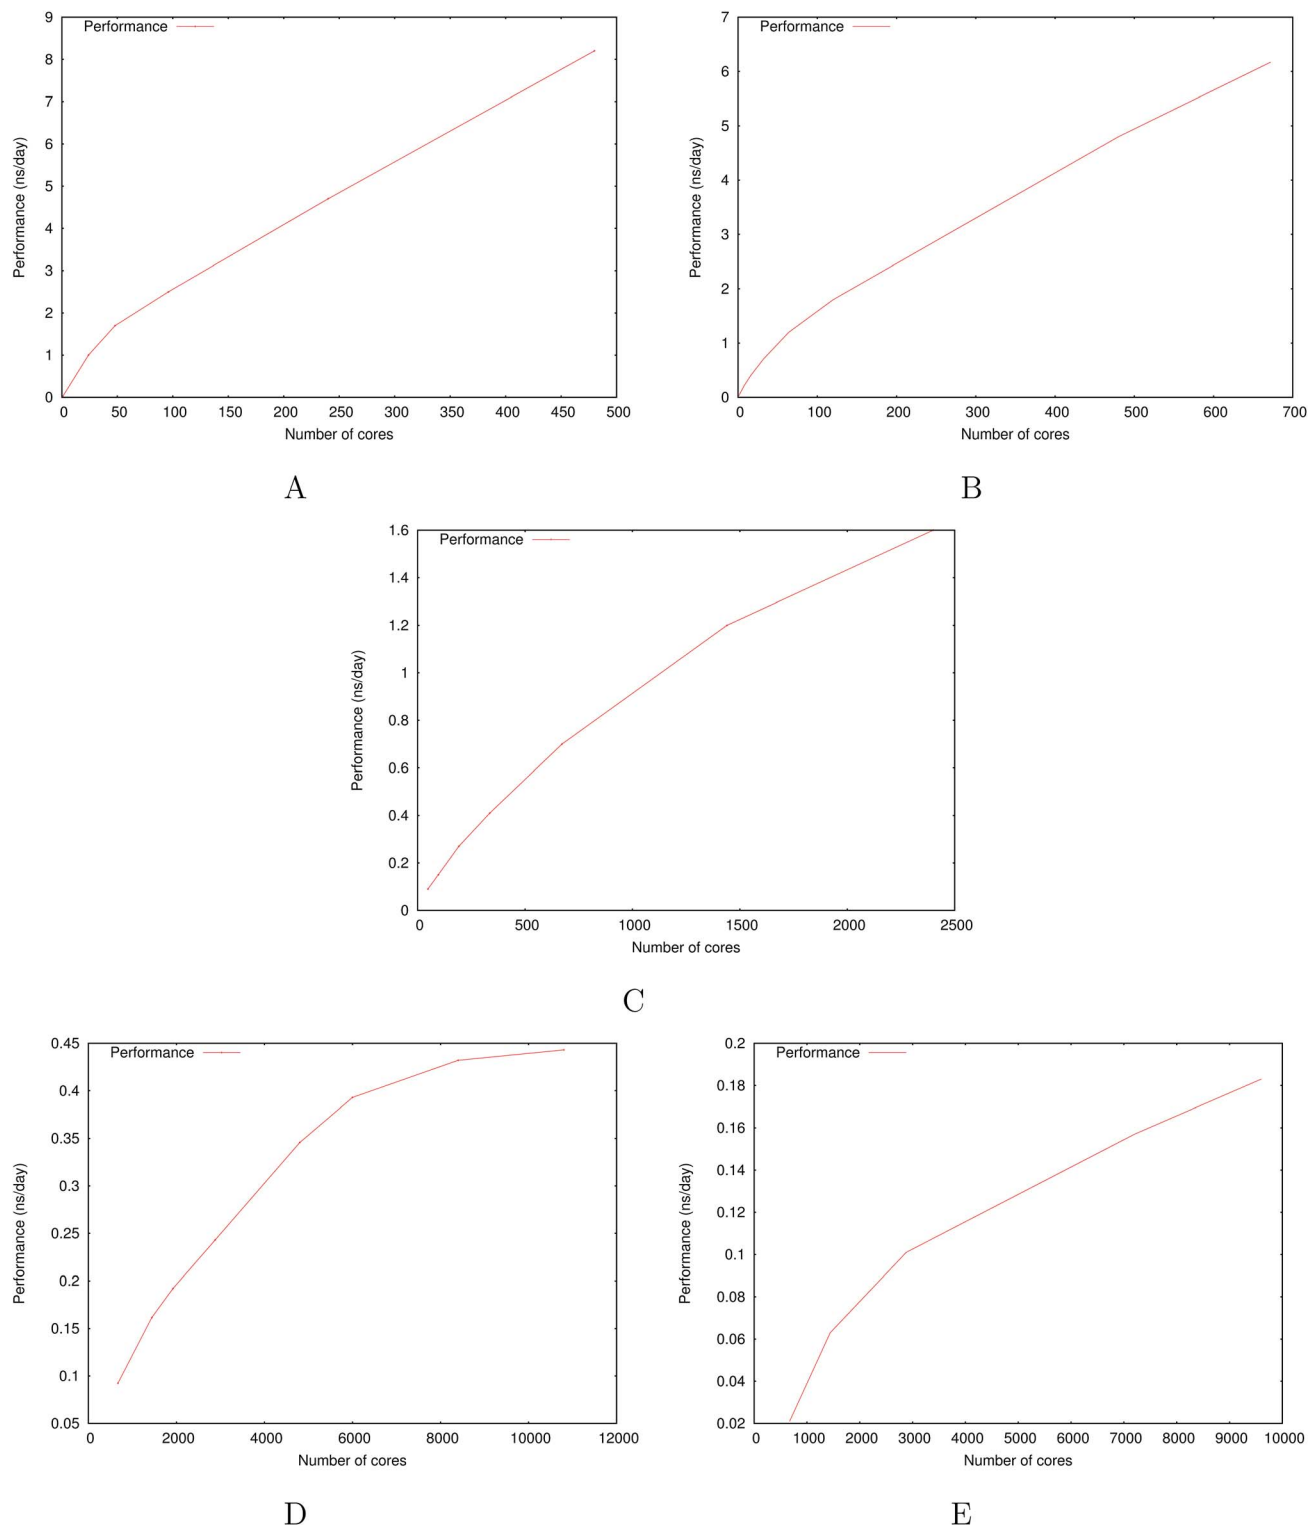 Performance
Performance (ns/day)
9
8
7
6
5
4
3
2
1
0
0 50 100 150 200 250 300 350 400 450 500
Number of cores
A
Performance
Performance (ns/day)
7
6
5
4
3
2
1
0
0 100 200 300 400 500 600 700
Number of cores
B
Performance
Performance (ns/day)
1.6
1.4
1.2
1
0.8
0.6
0.4
0.2
0
0 500 1000 1500 2000 2500
Number of cores
C
Performance
Performance (ns/day)
0.45
0.4
0.35
0.3
0.25
0.2
0.15
0.1
0.05
0 2000 4000 6000 8000 10000 12000
Number of cores
D
Performance
Performance (ns/day)
0.2
0.18
0.16
0.14
0.12
0.1
0.08
0.06
0.04
0.02
0 1000 2000 3000 4000 5000 6000 7000 8000 9000 10000
Number of cores
E